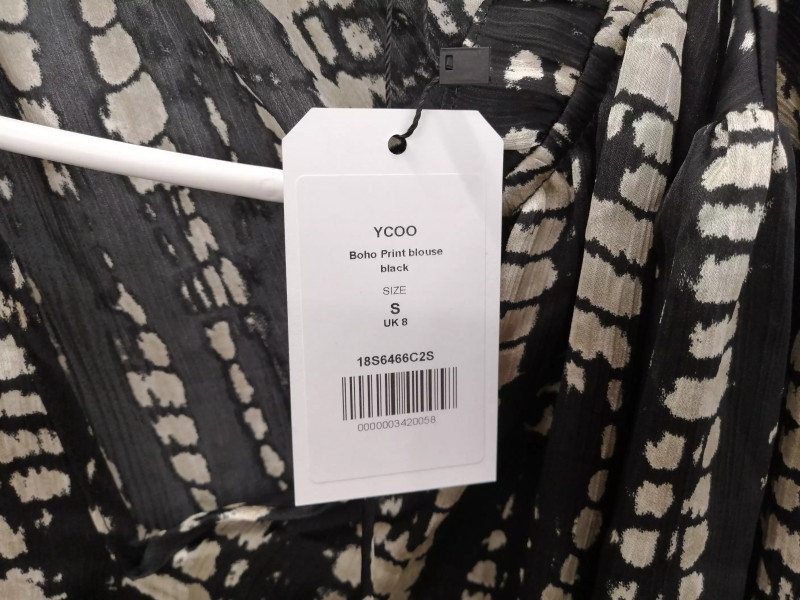 YCOO
Boho Print blouse
black
SIZE
S
UK 8
18S6466C2S
0000003420058